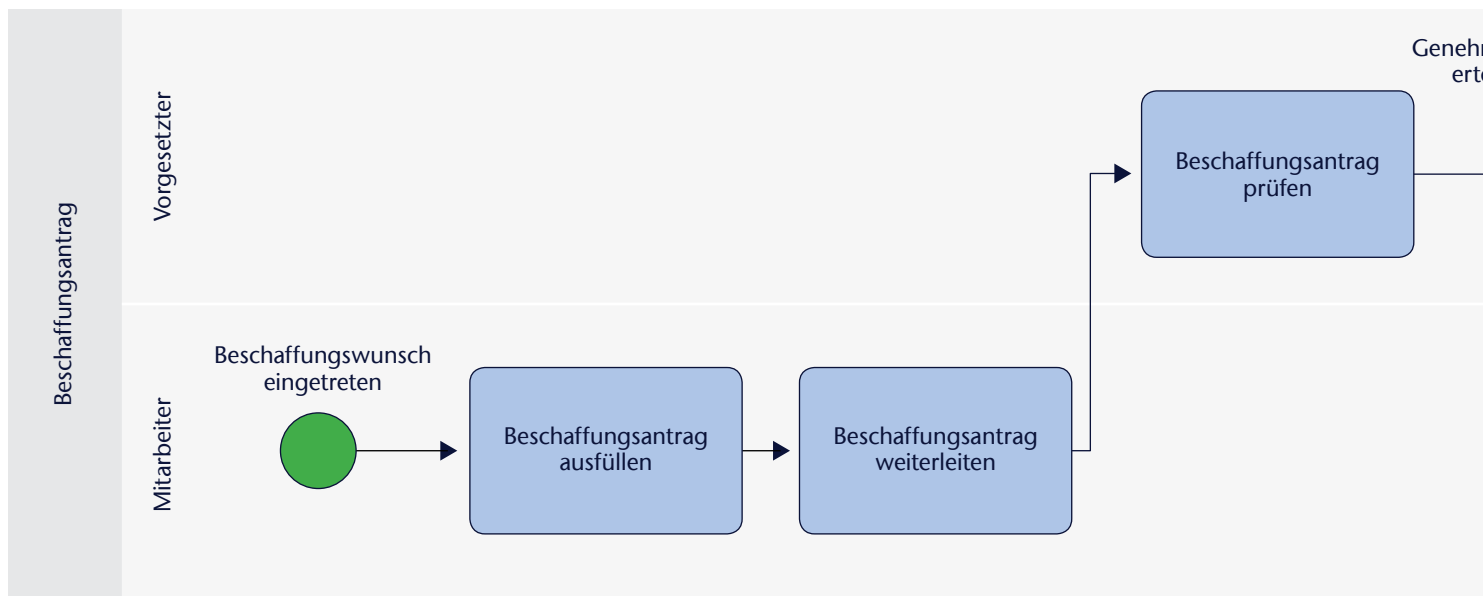 Beschaffungsantrag
Vorgesetzter
Beschaffungsantrag
prüfen
Mitarbeiter
Beschaffungswunsch
eingetreten
Beschaffungsantrag
ausfüllen
Beschaffungsantrag
weiterleiten